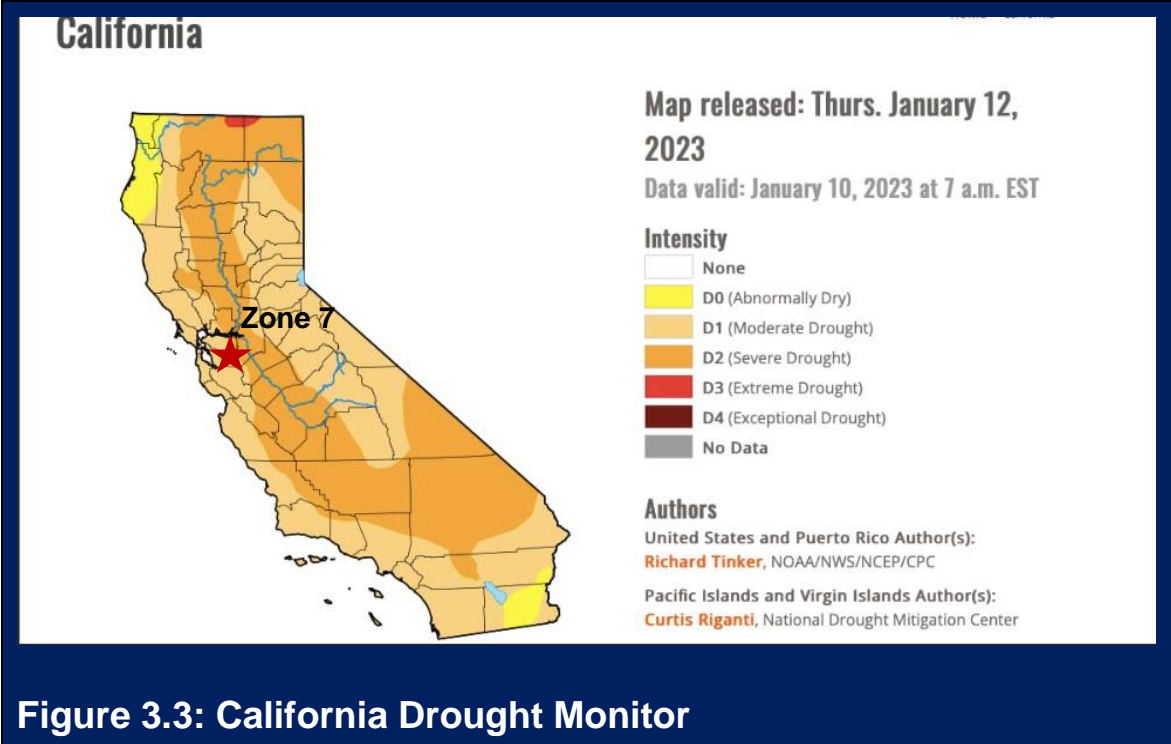 California
Map released: Thurs. January 12,
2023
Data valid: January 10, 2023 at 7 a.m. EST
Intensity
None
D0 (Abnormally Dry)
D1 (Moderate Drought)
D2 (Severe Drought)
D3 (Extreme Drought)
D4 (Exceptional Drought)
No Data
Zone 7
Authors
United States and Puerto Rico Author(s):
Richard Tinker, NOAA/NWS/NCEP/CPC
Pacific Islands and Virgin Islands Author(s):
Curtis Riganti, National Drought Mitigation Center
Figure 3.3: California Drought Monitor